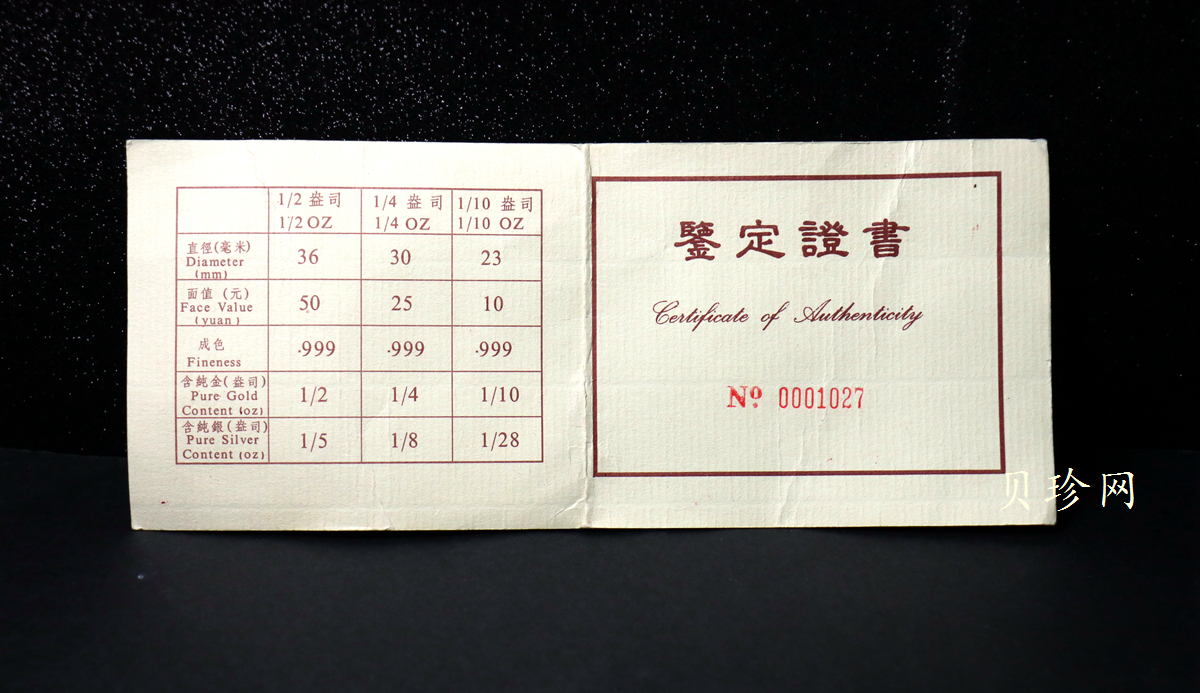 1/2 盎司 1/4 盎司 1/10 盎司
1/2 OZ 1/4 OZ 1/10 OZ
直徑(毫米)
Diameter 36 30 23
(mm)
面值 (元)
Face Value 50 25 10
(yuan)
成色 .999 .999 .999
Fineness
含純金(盎司)
Pure Gold 1/2 1/4 1/10
Content (oz)
含純銀(盎司)
Pure Silver 1/5 1/8 1/28
Content (oz)
鑒定證書
Certificate of Authenticity
Nº 0001027
贝珍网